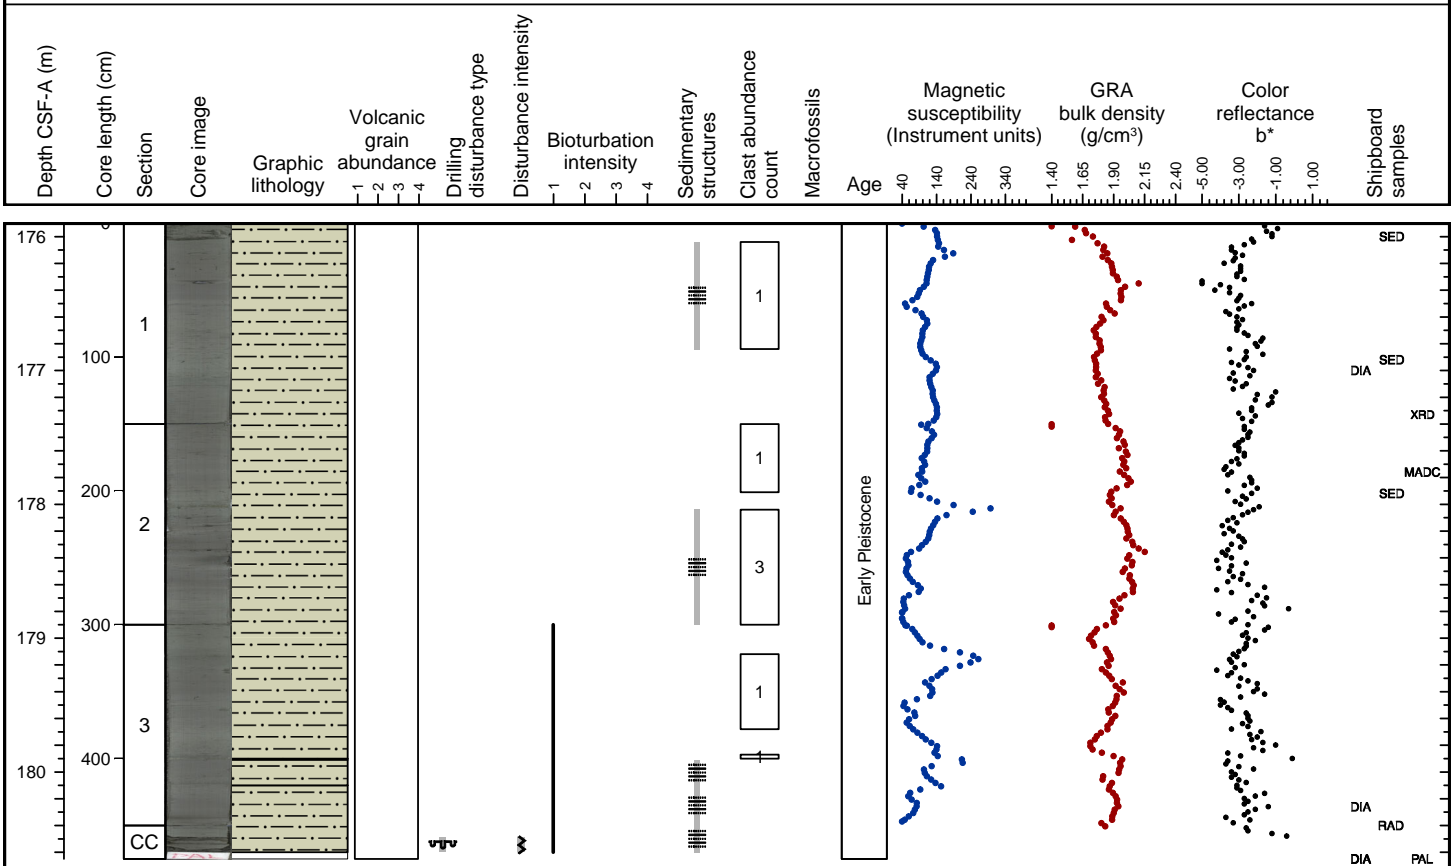 Depth CSF-A (m)
Core length (cm)
Section
Core image
Graphic
lithology
Volcanic
grain
abundance
1 2 3 4
Drilling
disturbance type
Disturbance intensity
Bioturbation
intensity
1 2 3 4
Sedimentary
structures
Clast abundance
count
Macrofossils
Age
Magnetic
susceptibility
(Instrument units)
40 140 240 340
GRA
bulk density
(g/cm³)
1.40 1.65 1.90 2.15 2.40
Color
reflectance
b*
-5.00 -3.00 -1.00 1.00
Shipboard
samples
176
177
178
179
180
0
100
200
300
400
1
2
3
CC
PAL
1
1
3
1
1
Early Pleistocene
SED
SED
DIA
XRD
MADC
SED
DIA
RAD
DIA PAL